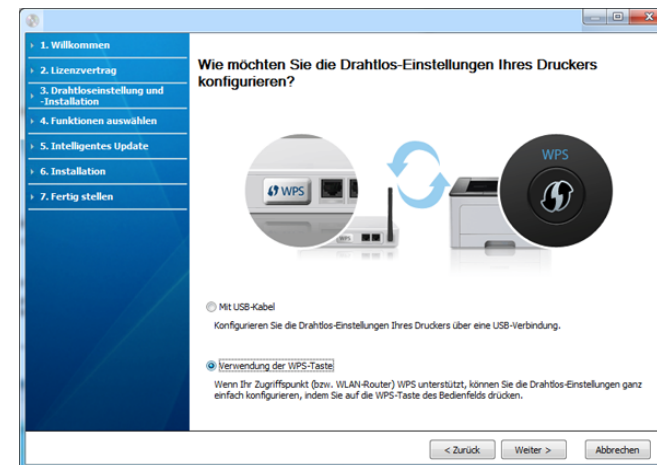 1. Willkommen
2. Lizenzvertrag
3. Drahtloseinstellung und
-Installation
4. Funktionen auswählen
5. Intelligentes Update
6. Installation
7. Fertig stellen
Wie möchten Sie die Drahtlos-Einstellungen Ihres Druckers
konfigurieren?
WPS
WPS
WPS
Mit USB-Kabel
Konfigurieren Sie die Drahtlos-Einstellungen Ihres Druckers über eine USB-Verbindung.
Verwendung der WPS-Taste
Wenn Ihr Zugriffspunkt (bzw. WLAN-Router) WPS unterstützt, können Sie die Drahtlos-Einstellungen ganz
einfach konfigurieren, indem Sie auf die WPS-Taste des Bedienfelds drücken.
< Zurück
Weiter >
Abbrechen